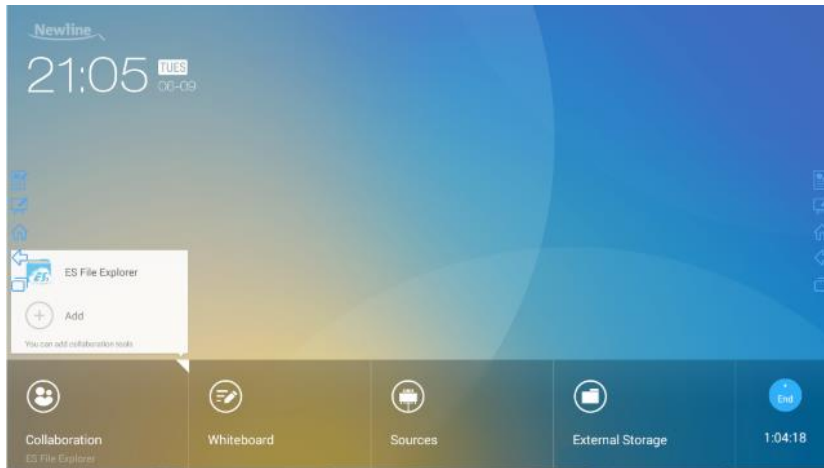 Newline
21:05 TUES
06-09
ES File Explorer
Add
You can add collaboration tools
Collaboration
ES File Explorer
Whiteboard
Sources
External Storage
End
1:04:18